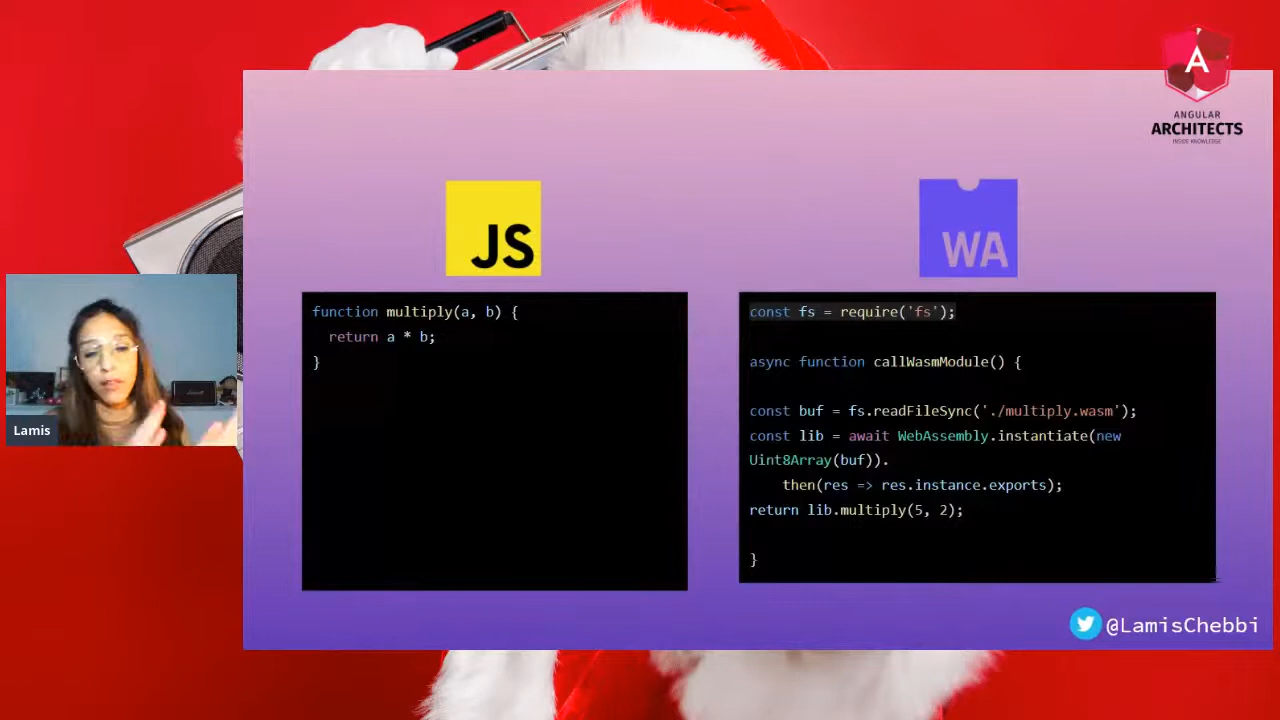 A
ANGULAR
ARCHITECTS
INSIDE KNOWLEDGE
JS
WA
function multiply(a, b) {
  return a * b;
}
const fs = require('fs');
async function callWasmModule() {
const buf = fs.readFileSync('./multiply.wasm');
const lib = await WebAssembly.instantiate(new
Uint8Array(buf)).
    then(res => res.instance.exports);
return lib.multiply(5, 2);
}
Lamis
@LamisChebbi